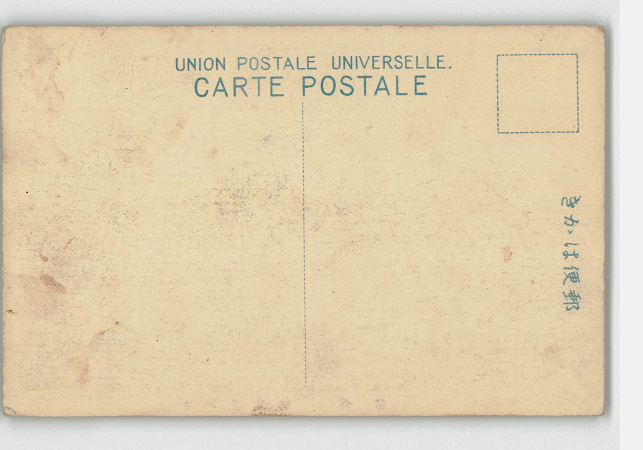 UNION POSTALE UNIVERSELLE.
CARTE POSTALE
きかは便郵